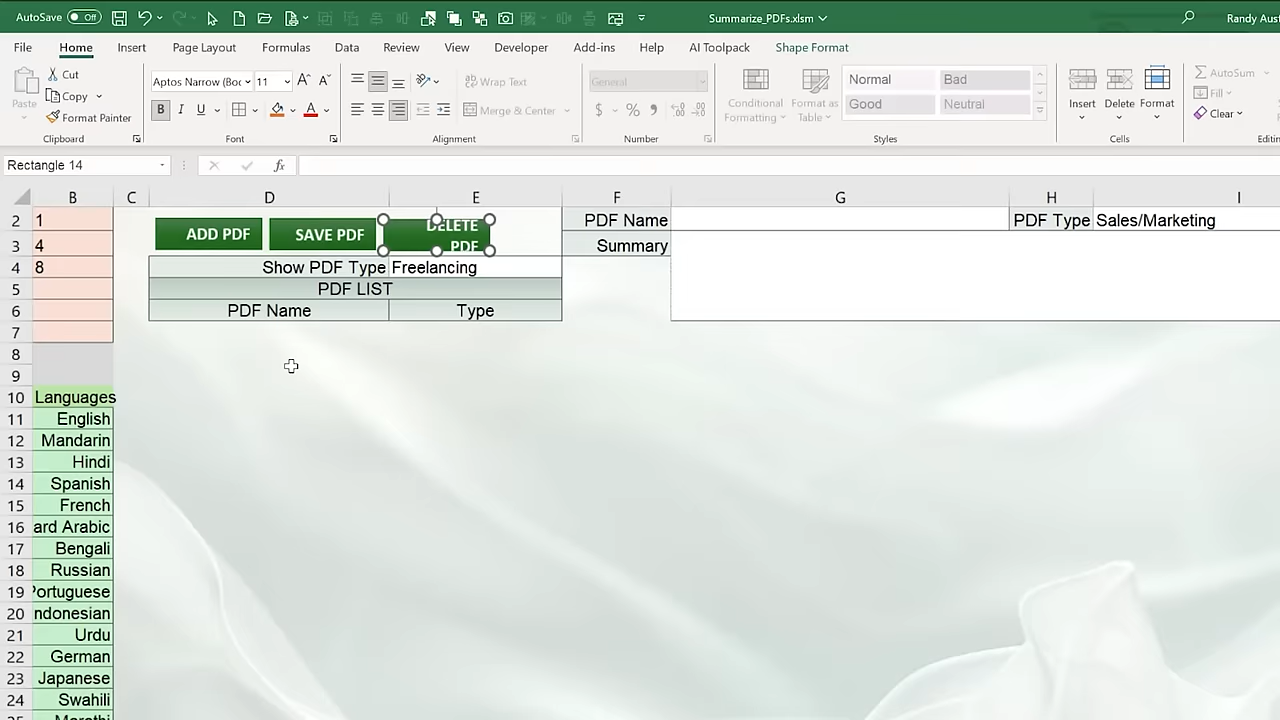 AutoSave Off Summarize_PDFs.xlsm Randy Aus
File Home Insert Page Layout Formulas Data Review View Developer Add-ins Help AI Toolpack Shape Format
Paste Cut Copy Format Painter Clipboard
Aptos Narrow (Boc 11 A A B I U A Font
Wrap Text Merge & Center Alignment
General $ % Number
Conditional Formatting Format as Table Normal Bad Good Neutral Styles
Insert Delete Format Cells
AutoSum Fill Clear Editin
Rectangle 14 fx
B C D E F G H I
2 1 ADD PDF SAVE PDF DELETE PDF PDF Name PDF Type Sales/Marketing
3 4 Summary
4 8 Show PDF Type Freelancing
5 PDF LIST
6 PDF Name Type
7
8
9
10 Languages
11 English
12 Mandarin
13 Hindi
14 Spanish
15 French
16 ard Arabic
17 Bengali
18 Russian
19 Portuguese
20 ndonesian
21 Urdu
22 German
23 Japanese
24 Swahili
25 Marathi